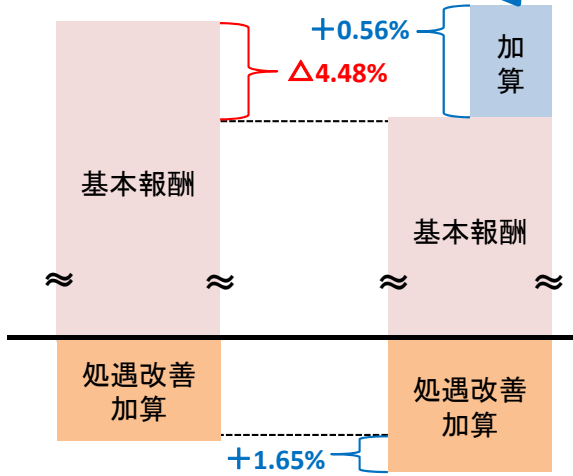 +0.56%
加
算
△4.48%
基本報酬
基本報酬
≈
≈
≈
≈
処遇改善
加算
処遇改善
加算
+1.65%